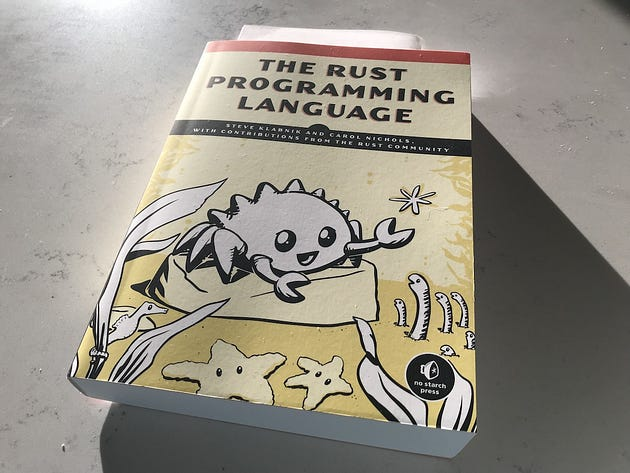 THE RUST
PROGRAMMING
LANGUAGE
STEVE KLABNIK AND CAROL NICHOLS,
WITH CONTRIBUTIONS FROM THE RUST COMMUNITY
no starch
press